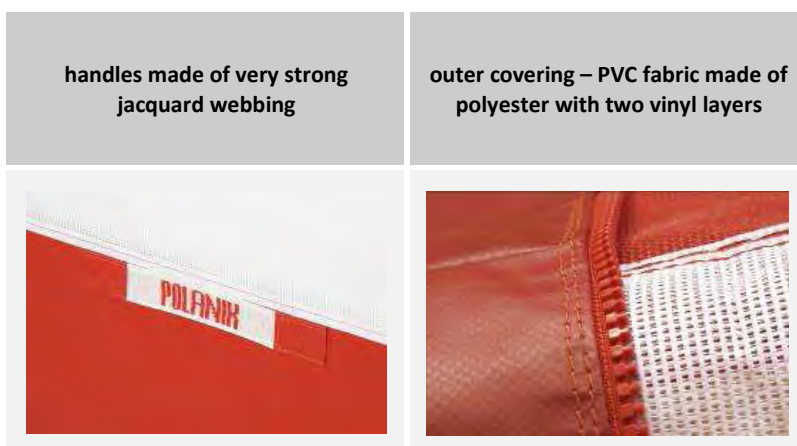 handles made of very strong
jacquard webbing
outer covering – PVC fabric made of
polyester with two vinyl layers
POLANIK